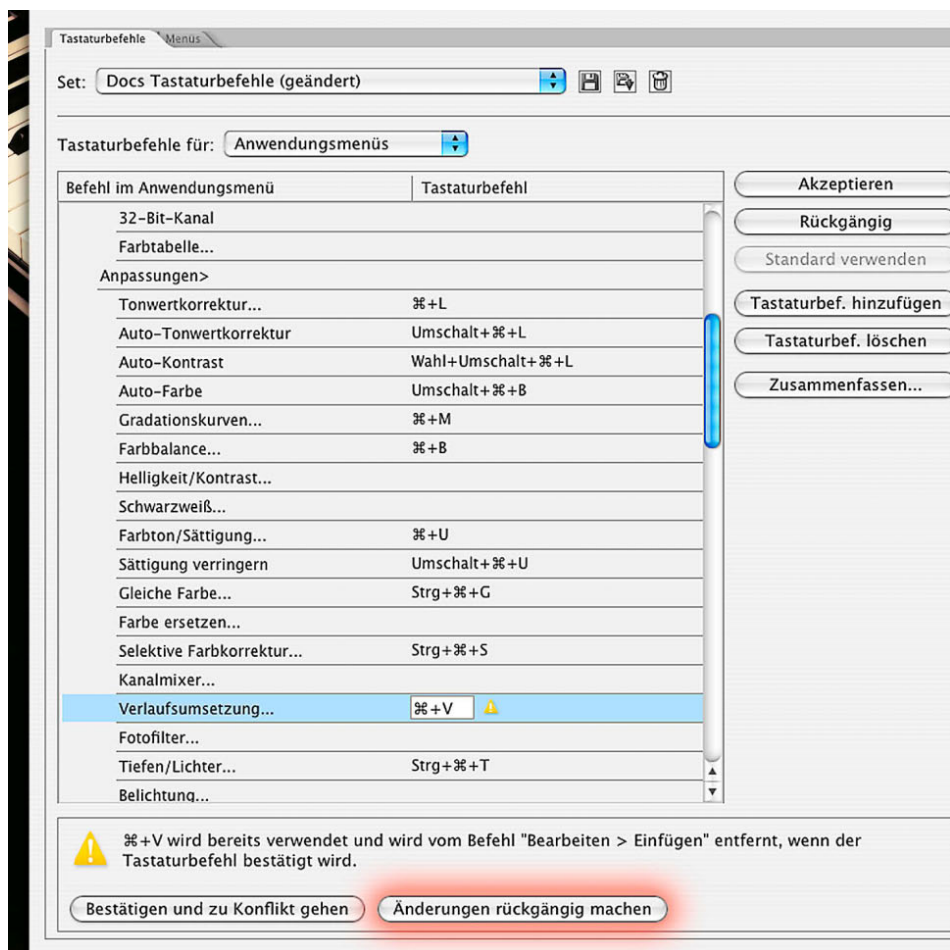 Tastaturbefehle Menüs
Set: Docs Tastaturbefehle (geändert)
Tastaturbefehle für: Anwendungsmenüs
Befehl im Anwendungsmenü Tastaturbefehl
32-Bit-Kanal
Farbtabelle...
Anpassungen>
Tonwertkorrektur... ⌘+L
Auto-Tonwertkorrektur Umschalt+⌘+L
Auto-Kontrast Wahl+Umschalt+⌘+L
Auto-Farbe Umschalt+⌘+B
Gradationskurven... ⌘+M
Farbbalance... ⌘+B
Helligkeit/Kontrast...
Schwarzweiß...
Farbton/Sättigung... ⌘+U
Sättigung verringern Umschalt+⌘+U
Gleiche Farbe... Strg+⌘+G
Farbe ersetzen...
Selektive Farbkorrektur... Strg+⌘+S
Kanalmixer...
Verlaufsumsetzung... ⌘+V
Fotofilter...
Tiefen/Lichter... Strg+⌘+T
Belichtung...
Akzeptieren
Rückgängig
Standard verwenden
Tastaturbef. hinzufügen
Tastaturbef. löschen
Zusammenfassen...
⌘+V wird bereits verwendet und wird vom Befehl "Bearbeiten > Einfügen" entfernt, wenn der
Tastaturbefehl bestätigt wird.
Bestätigen und zu Konflikt gehen Änderungen rückgängig machen